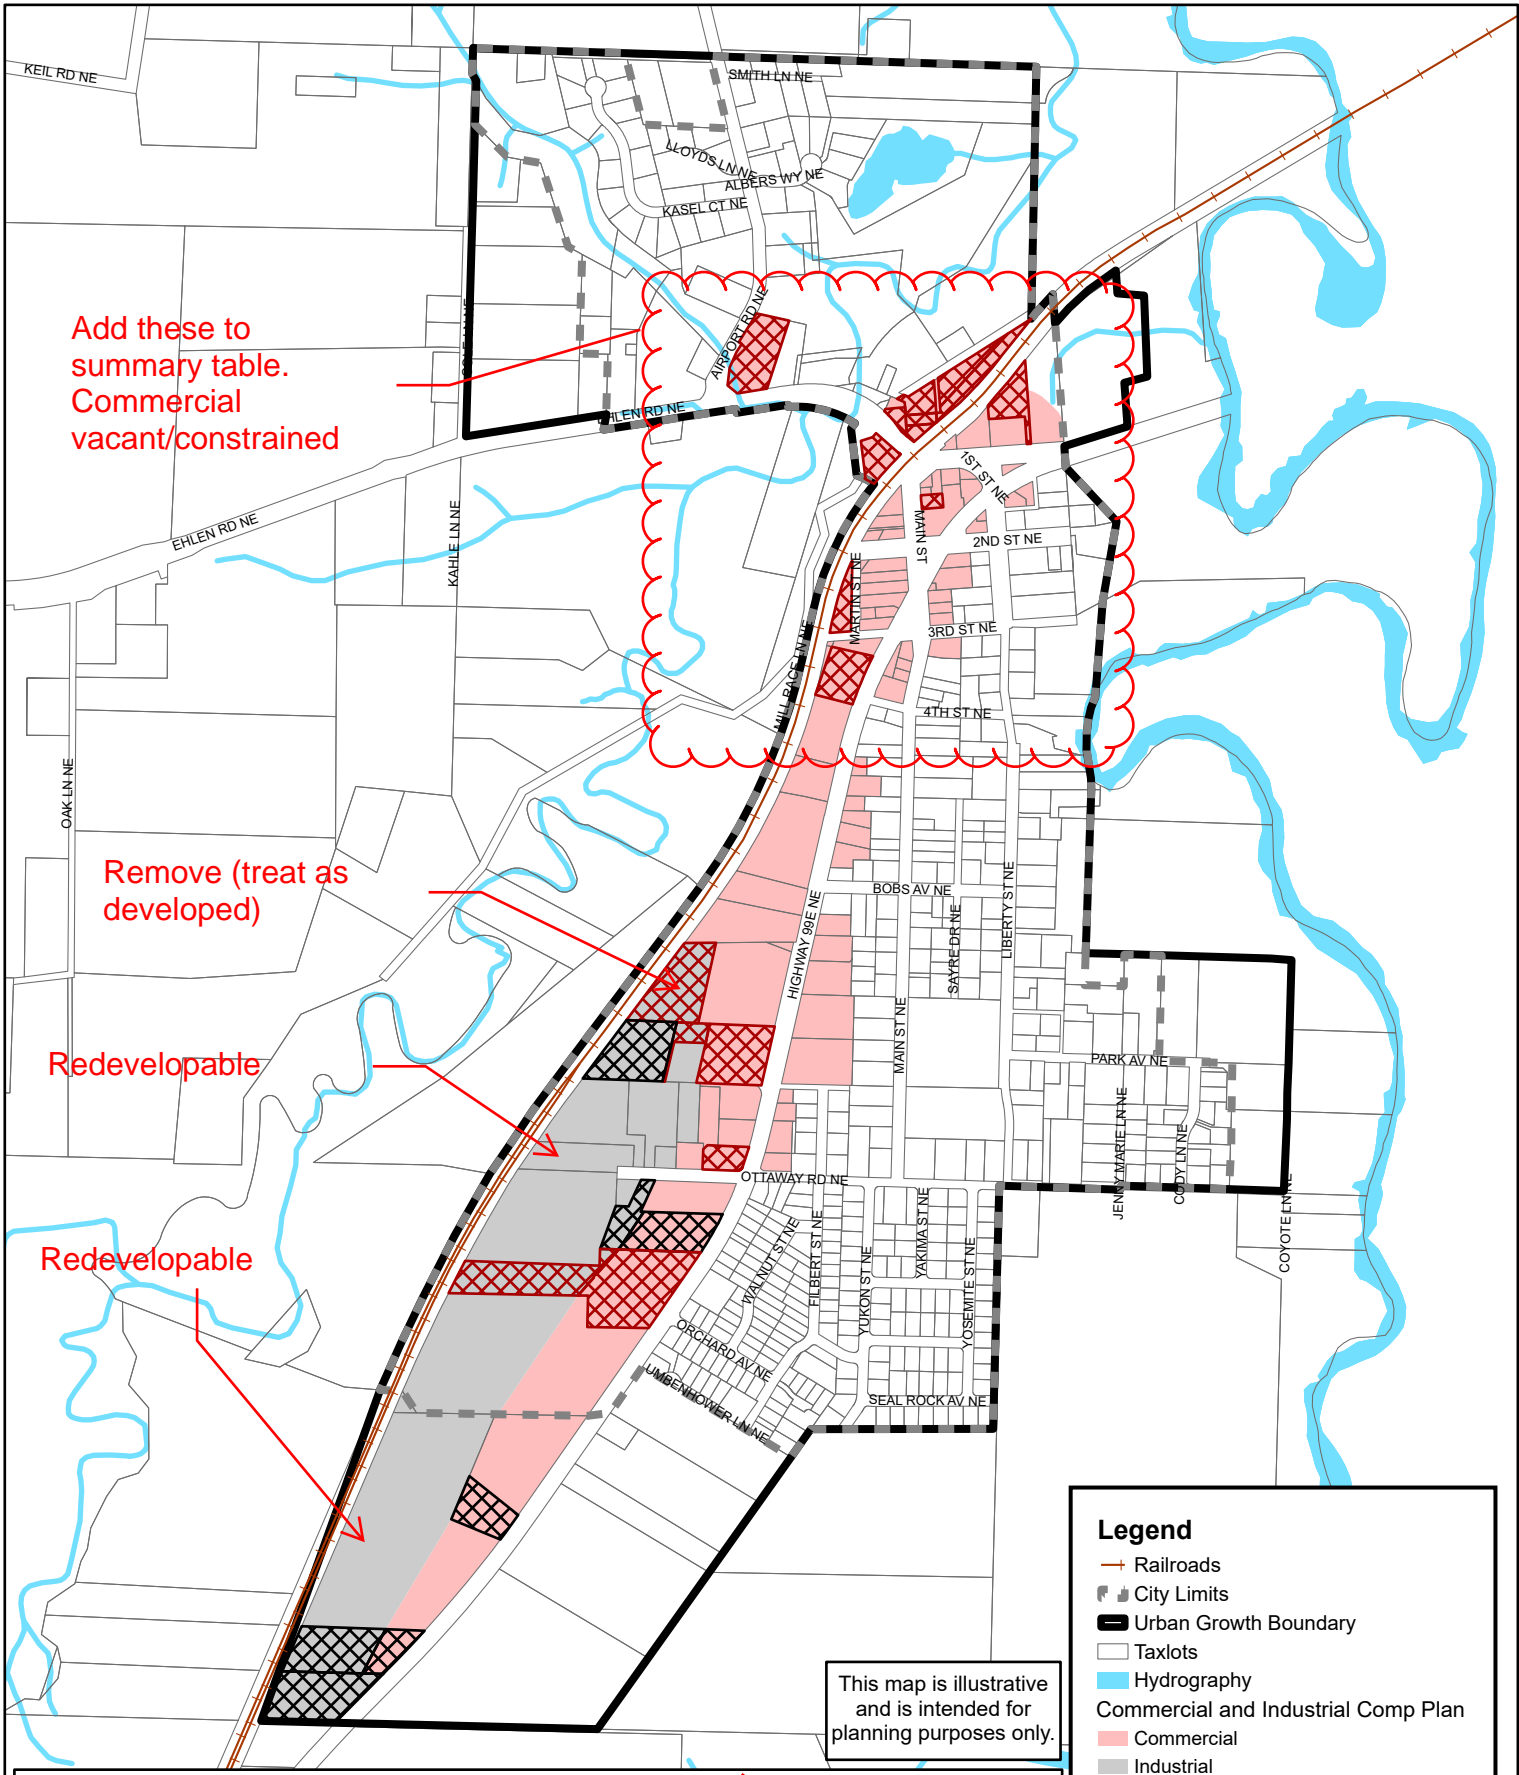 KEIL RD NE
SMITH LN NE
LLOYDS LN NE
ALBERS WY NE
KASEL CT NE
AIRPORT RD NE
Add these to
summary table.
Commercial
vacant/constrained
EHLEN RD NE
1ST ST NE
MAIN ST
2ND ST NE
EHLEN RD NE
KAHLE LN NE
MARTIN ST NE
3RD ST NE
MILL RACE LN NE
4TH ST NE
OAK LN NE
Remove (treat as
developed)
BOBS AV NE
SAYRE DR NE
LIBERTY ST NE
HIGHWAY 99E NE
MAIN ST NE
Redevelopable
PARK AV NE
JENNY MARIE LN NE
CODY LN NE
COYOTE LN NE
OTTAWAY RD NE
Redevelopable
WALNUT ST NE
FILBERT ST NE
YUKON ST NE
YAKIMA ST NE
YOSEMITE ST NE
ORCHARD AV NE
UMBENHOWER LN NE
SEAL ROCK AV NE
This map is illustrative
and is intended for
planning purposes only.
Legend
Railroads
City Limits
Urban Growth Boundary
Taxlots
Hydrography
Commercial and Industrial Comp Plan
Commercial
Industrial